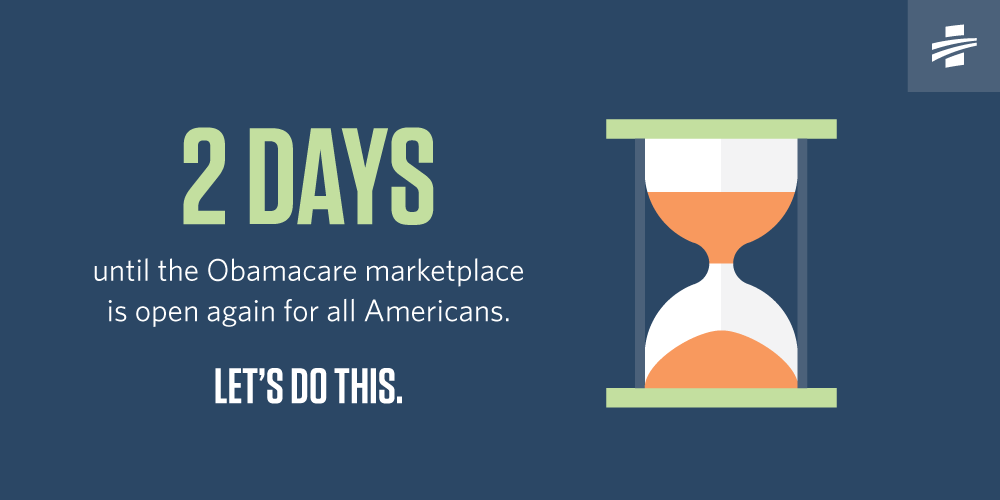 2 DAYS
until the Obamacare marketplace
is open again for all Americans.
LET'S DO THIS.